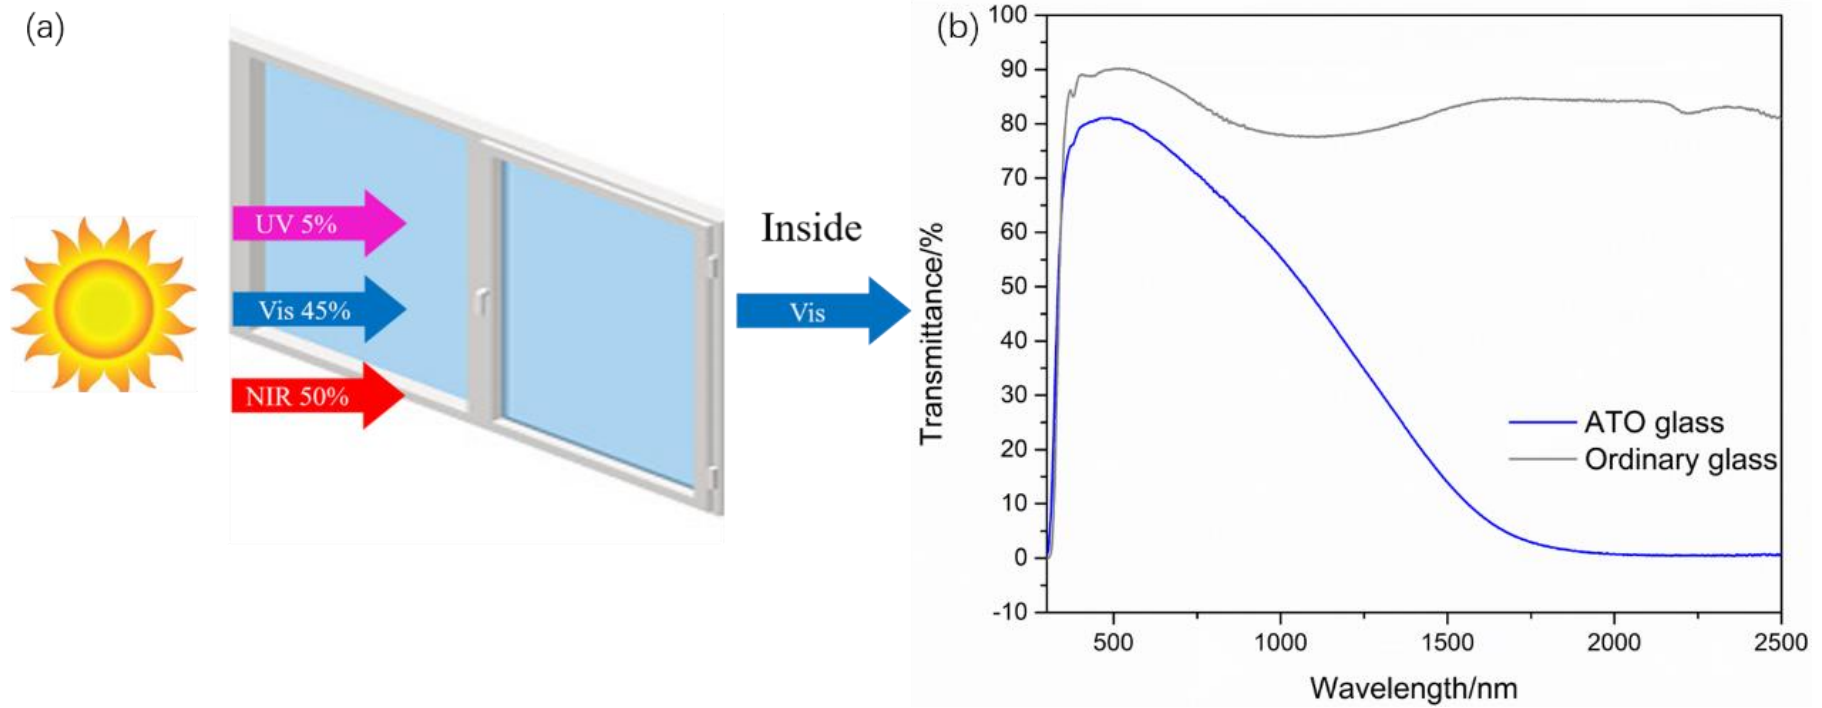 (a)
UV 5%
Vis 45%
NIR 50%
Inside
Vis
(b)
Transmittance/%
100
90
80
70
60
50
40
30
20
10
0
-10
ATO glass
Ordinary glass
500
1000
1500
2000
2500
Wavelength/nm